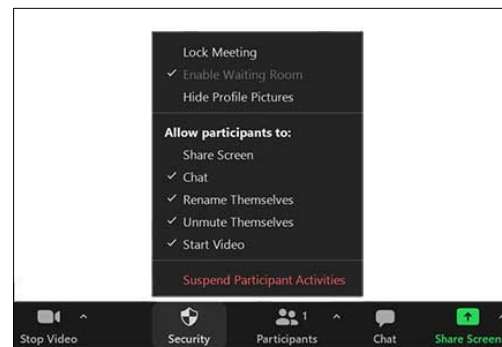 Lock Meeting
✓ Enable Waiting Room
Hide Profile Pictures
Allow participants to:
Share Screen
✓ Chat
✓ Rename Themselves
✓ Unmute Themselves
✓ Start Video
Suspend Participant Activities
1
Stop Video Security Participants Chat Share Screen